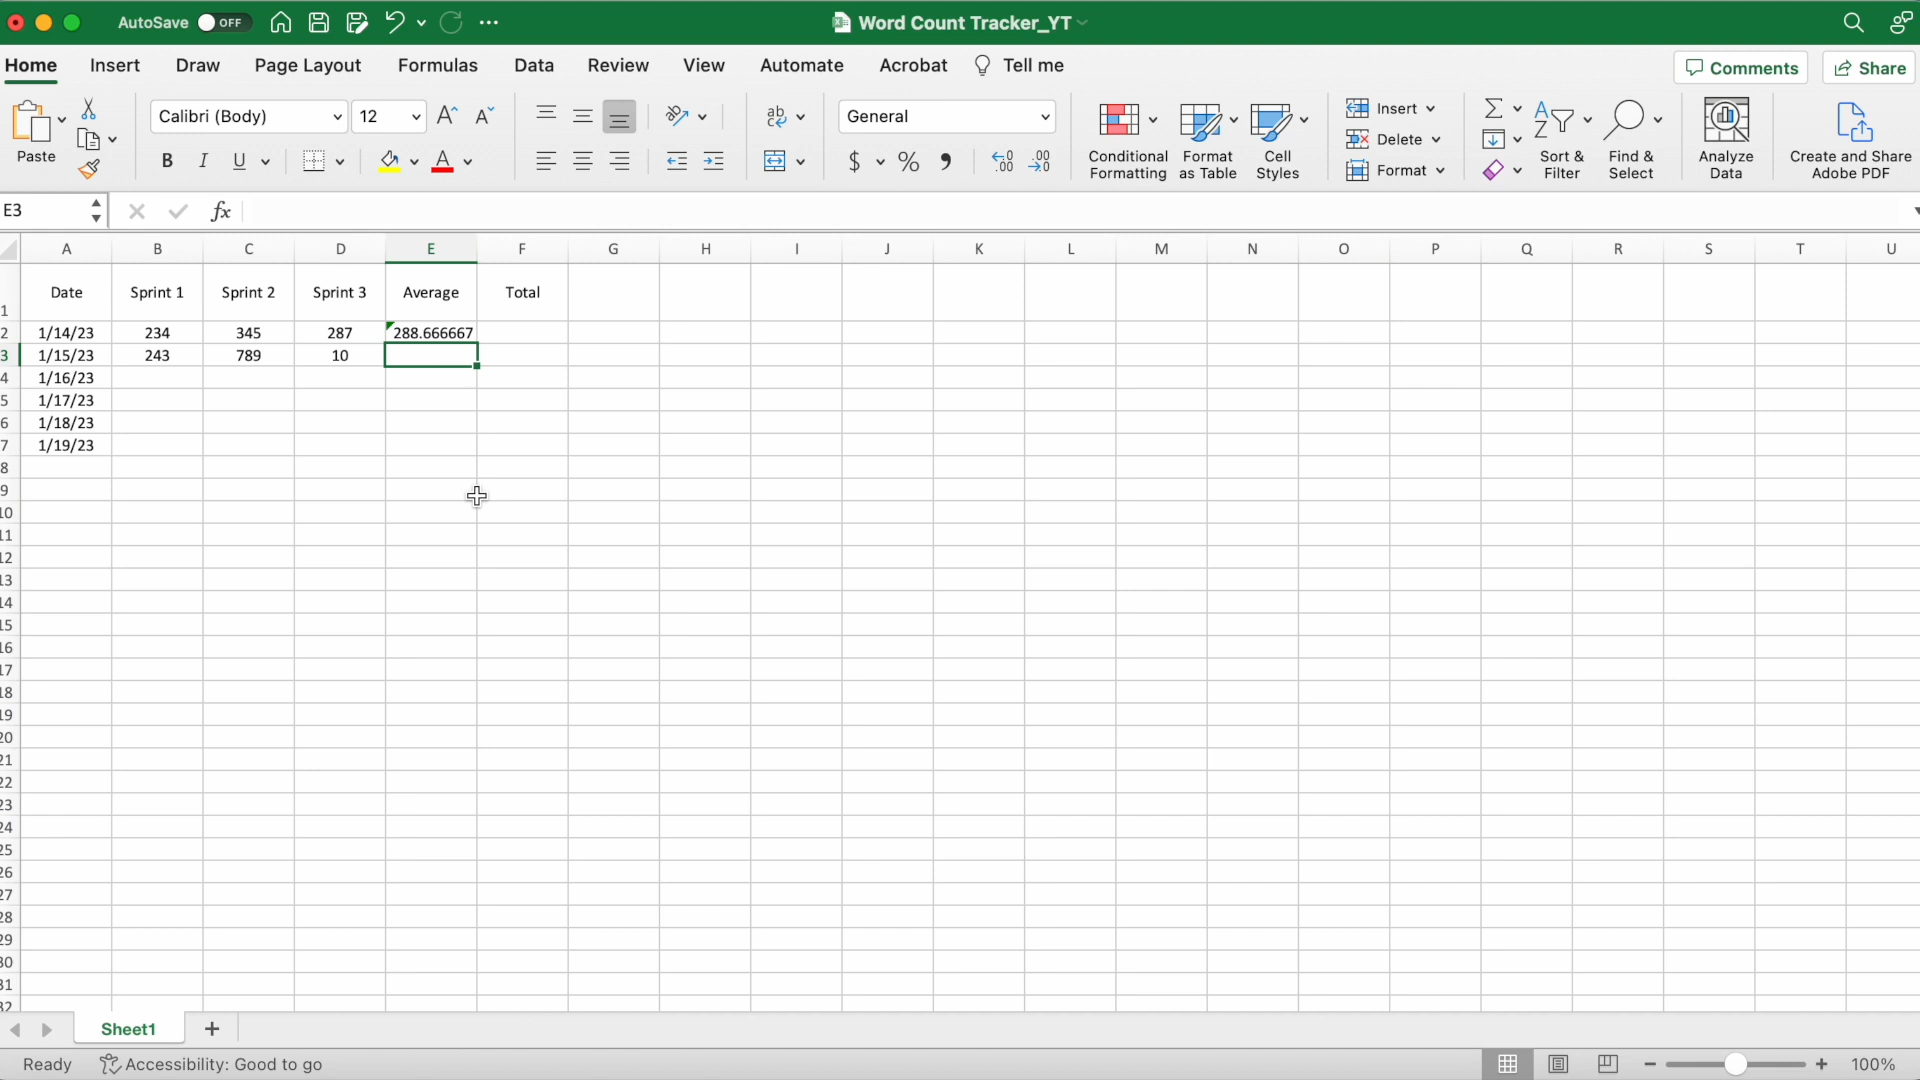 AutoSave OFF Word Count Tracker_YT
Home Insert Draw Page Layout Formulas Data Review View Automate Acrobat Tell me Comments Share
Paste
Calibri (Body) 12
B I U A
ab
General
$ % 9
Conditional Formatting
Format as Table
Cell Styles
Insert
Delete
Format
Sort & Filter
Find & Select
Analyze Data
Create and Share Adobe PDF
E3 fx
A B C D E F G H I J K L M N O P Q R S T U
1 Date Sprint 1 Sprint 2 Sprint 3 Average Total
2 1/14/23 234 345 287 288.666667
3 1/15/23 243 789 10
4 1/16/23
5 1/17/23
6 1/18/23
7 1/19/23
8
9
10
11
12
13
14
15
16
17
18
19
20
21
22
23
24
25
26
27
28
29
30
31
32
Sheet1 +
Ready Accessibility: Good to go 100%